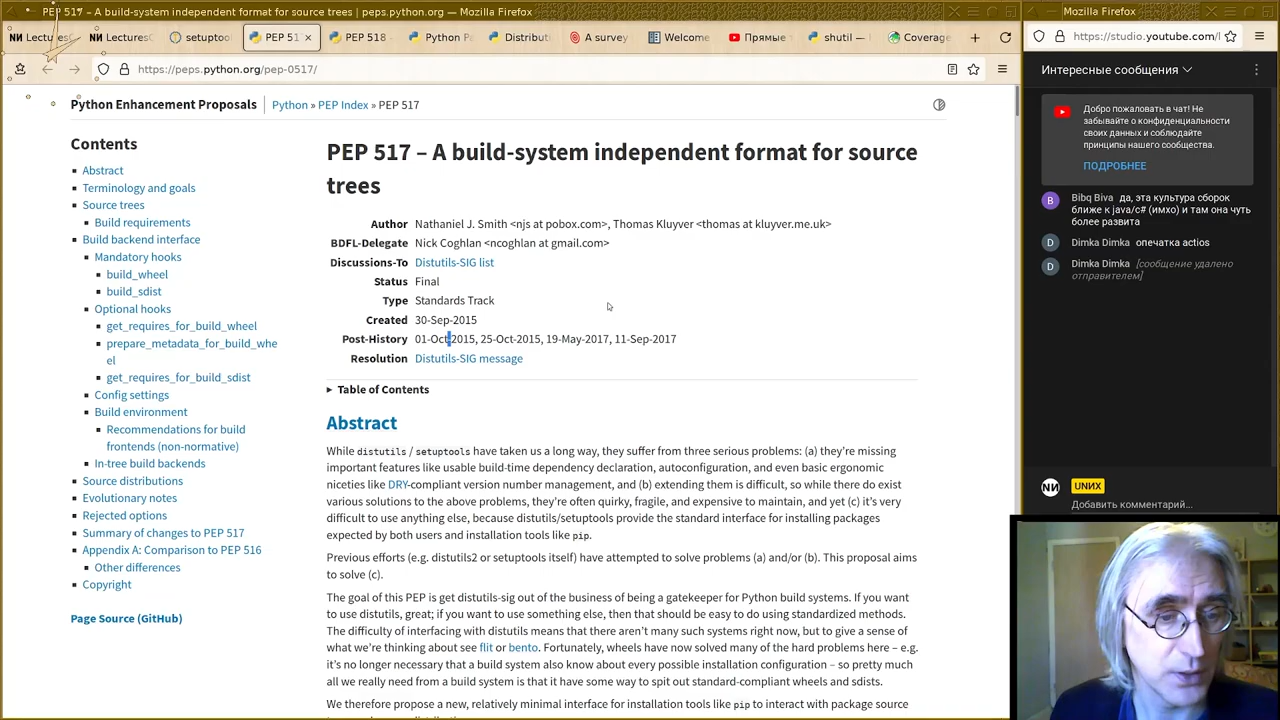 PEP 517 – A build-system independent format for source trees | peps.python.org — Mozilla Firefox
Mozilla Firefox
LecturesC
LecturesC
setuptoo
PEP 51
PEP 518
Python Pa
Distributi
A survey
Welcome
Прямые т
shutil —
Coverage
https://peps.python.org/pep-0517/
https://studio.youtube.com/l
Python Enhancement Proposals
Python » PEP Index » PEP 517
Contents
Abstract
Terminology and goals
Source trees
Build requirements
Build backend interface
Mandatory hooks
build_wheel
build_sdist
Optional hooks
get_requires_for_build_wheel
prepare_metadata_for_build_whe
el
get_requires_for_build_sdist
Config settings
Build environment
Recommendations for build
frontends (non-normative)
In-tree build backends
Source distributions
Evolutionary notes
Rejected options
Summary of changes to PEP 517
Appendix A: Comparison to PEP 516
Other differences
Copyright
Page Source (GitHub)
PEP 517 – A build-system independent format for source
trees
Author Nathaniel J. Smith <njs at pobox.com>, Thomas Kluyver <thomas at kluyver.me.uk>
BDFL-Delegate Nick Coghlan <ncoghlan at gmail.com>
Discussions-To Distutils-SIG list
Status Final
Type Standards Track
Created 30-Sep-2015
Post-History 01-Oct-2015, 25-Oct-2015, 19-May-2017, 11-Sep-2017
Resolution Distutils-SIG message
Table of Contents
Abstract
While distutils / setuptools have taken us a long way, they suffer from three serious problems: (a) they’re missing
important features like usable build-time dependency declaration, autoconfiguration, and even basic ergonomic
niceties like DRY-compliant version number management, and (b) extending them is difficult, so while there do exist
various solutions to the above problems, they’re often quirky, fragile, and expensive to maintain, and yet (c) it’s very
difficult to use anything else, because distutils/setuptools provide the standard interface for installing packages
expected by both users and installation tools like pip.
Previous efforts (e.g. distutils2 or setuptools itself) have attempted to solve problems (a) and/or (b). This proposal aims
to solve (c).
The goal of this PEP is get distutils-sig out of the business of being a gatekeeper for Python build systems. If you want
to use distutils, great; if you want to use something else, then that should be easy to do using standardized methods.
The difficulty of interfacing with distutils means that there aren’t many such systems right now, but to give a sense of
what we’re thinking about see flit or bento. Fortunately, wheels have now solved many of the hard problems here – e.g.
it’s no longer necessary that a build system also know about every possible installation configuration – so pretty much
all we really need from a build system is that it have some way to spit out standard-compliant wheels and sdists.
We therefore propose a new, relatively minimal interface for installation tools like pip to interact with package source
Интересные сообщения
Добро пожаловать в чат! Не
забывайте о конфиденциальности
своих данных и соблюдайте
принципы нашего сообщества.
ПОДРОБНЕЕ
B
Bibq Biva да, эта культура сборок
ближе к java/c# (имхо) и там она чуть
более развита
D
Dimka Dimka опечатка actios
D
Dimka Dimka [сообщение удалено
отправителем]
UNИX
Добавить комментарий...